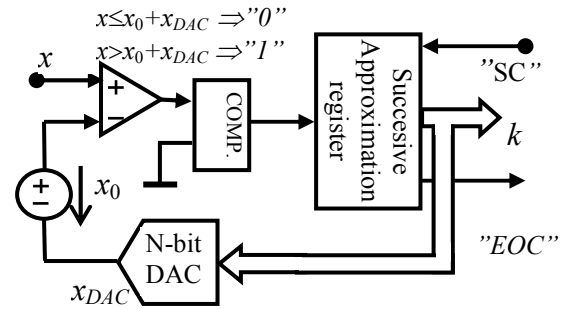 x≤x0+xDAC ⇒"0"
x>x0+xDAC ⇒"1"
x
+
−
COMP.
Succesive
Approximation
register
"SC"
k
"EOC"
+
−
x0
N-bit
DAC
xDAC